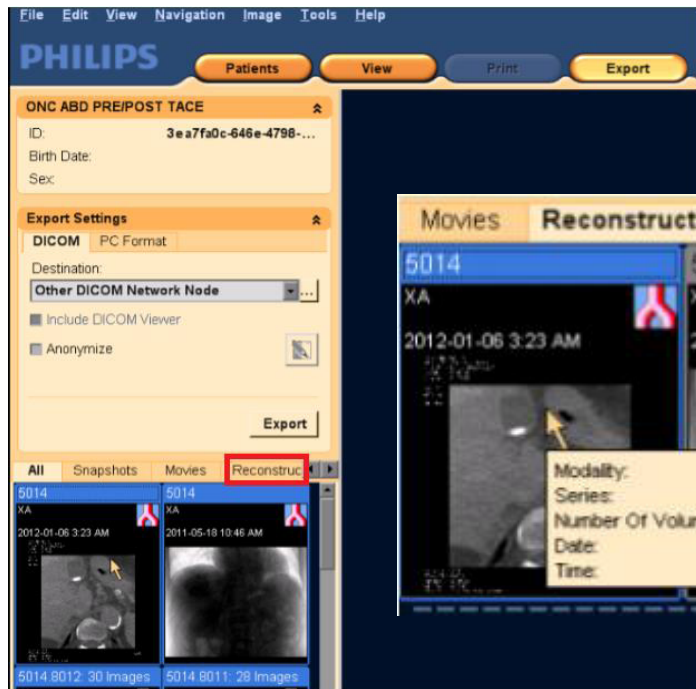 File Edit View Navigation Image Tools Help
PHILIPS
Patients View Print Export
ONC ABD PRE/POST TACE
ID: 3ea7fa0c-646e-4798-...
Birth Date:
Sex:
Export Settings
DICOM PC Format
Destination:
Other DICOM Network Node ...
Include DICOM Viewer
Anonymize
Export
All Snapshots Movies Reconstruc
5014 5014
XA XA
2012-01-06 3:23 AM 2011-05-18 10:46 AM
5014.8012: 30 Images 5014.8011: 28 Images
Movies Reconstruct
5014
XA
2012-01-06 3:23 AM
Modality:
Series:
Number Of Volu
Date:
Time: